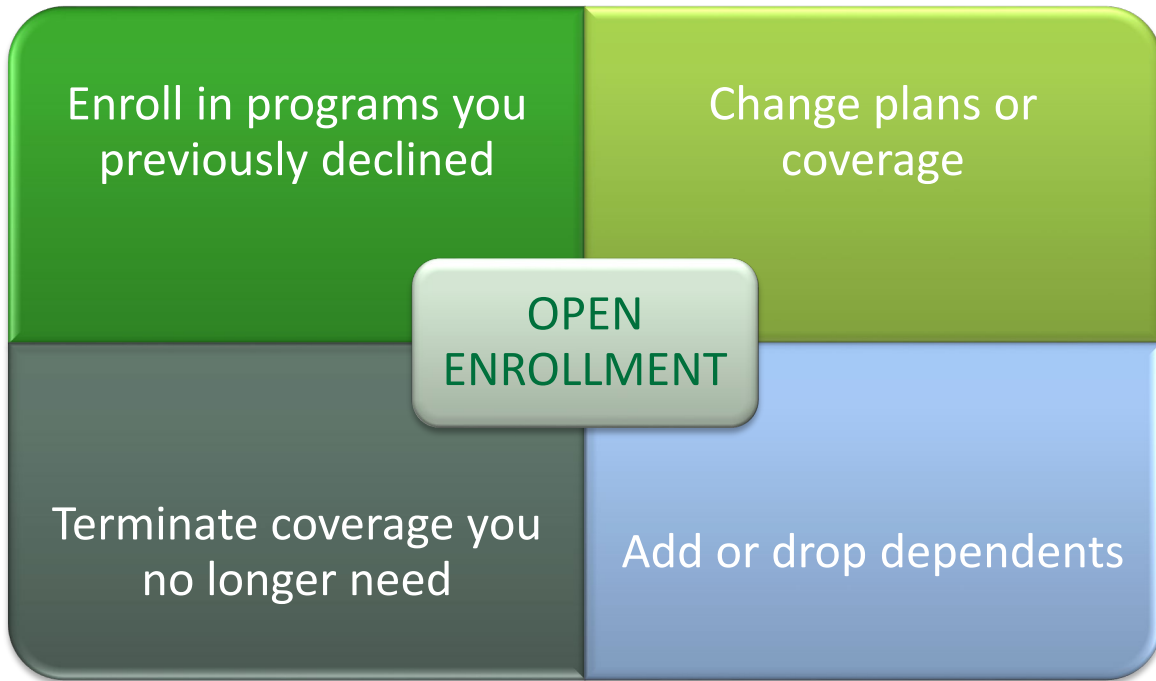 Enroll in programs you
previously declined
Change plans or
coverage
OPEN
ENROLLMENT
Terminate coverage you
no longer need
Add or drop dependents